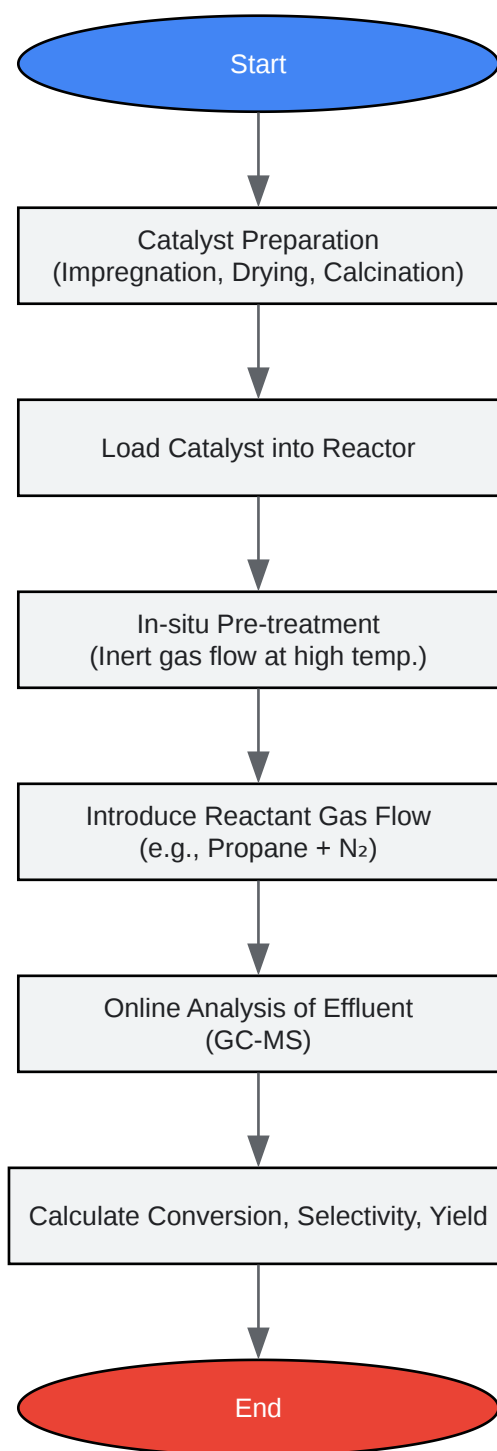 Start
Catalyst Preparation
(Impregnation, Drying, Calcination)
Load Catalyst into Reactor
In-situ Pre-treatment
(Inert gas flow at high temp.)
Introduce Reactant Gas Flow
(e.g., Propane + N₂)
Online Analysis of Effluent
(GC-MS)
Calculate Conversion, Selectivity, Yield
End